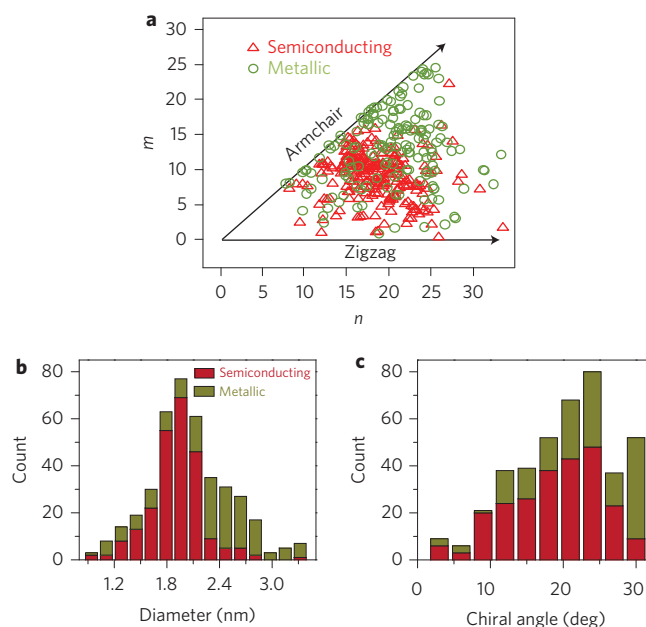 a
30
25
20
15
10
5
0
m
Semiconducting
Metallic
Armchair
Zigzag
0 5 10 15 20 25 30 35
n
b
80
60
40
20
0
Count
Semiconducting
Metallic
1.2 1.8 2.4 3.0
Diameter (nm)
c
80
60
40
20
0
Count
0 10 20 30
Chiral angle (deg)